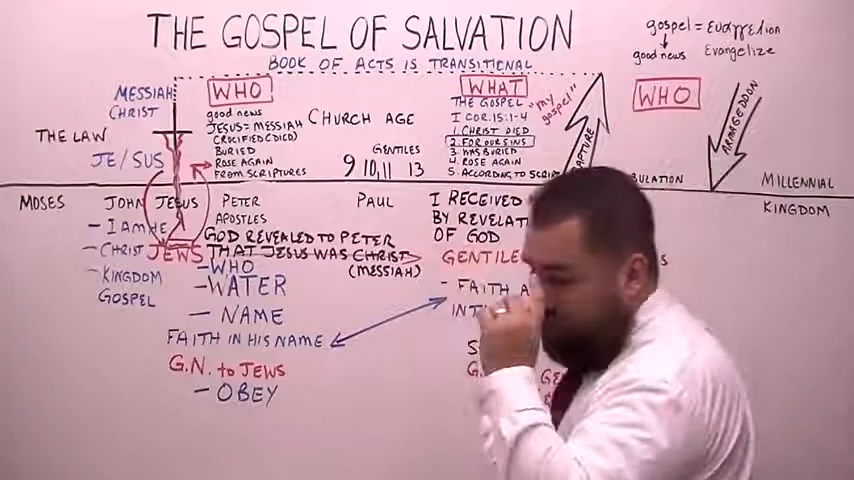 THE GOSPEL OF SALVATION
BOOK OF ACTS IS TRANSITIONAL
gospel = Ευαγγελion
good news Evangelize
MESSIAH
CHRIST
THE LAW
JE/SUS
WHO
good news
JESUS = MESSIAH
CRUCIFIED (DIED)
BURIED
ROSE AGAIN
FROM SCRIPTURES
CHURCH AGE
GENTILES
9 10,11 13
WHAT
THE GOSPEL
I COR. 15:1-4
1. CHRIST DIED
2. FOR OUR SINS
3. WAS BURIED
4. ROSE AGAIN
5. ACCORDING TO SCRIPT
"my gospel"
RAPTURE
WHO
ARMAGEDDON
BULATION
MILLENNIAL
KINGDOM
MOSES
JOHN JESUS
- I AM HE
- CHRIST
- KINGDOM
GOSPEL
JEWS
PETER
APOSTLES
GOD REVEALED TO PETER
THAT JESUS WAS CHRIST
(MESSIAH)
- WHO
- WATER
- NAME
FAITH IN HIS NAME
G.N. to JEWS
- OBEY
PAUL
I RECEIVED
BY REVELAT
OF GOD
GENTILE
- FAITH A
INT